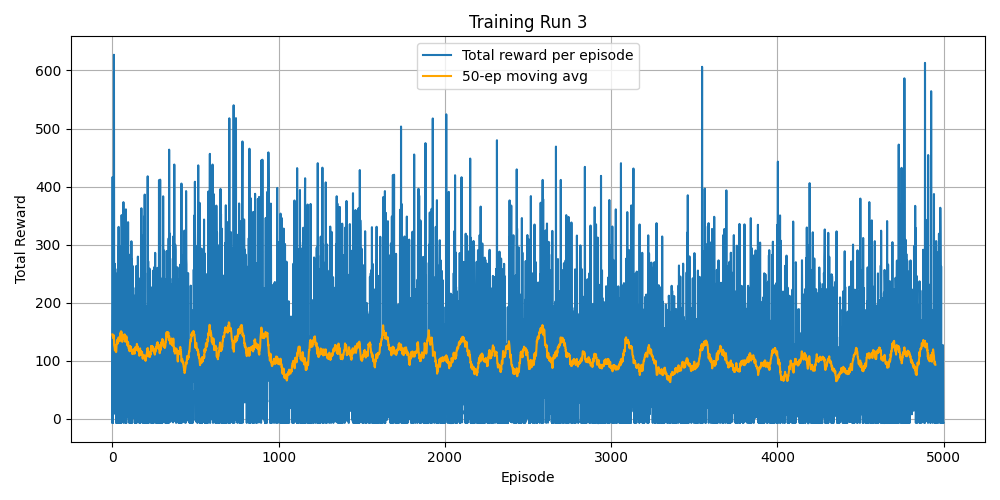 Training Run 3
Total reward per episode
50-ep moving avg
Total Reward
600
500
400
300
200
100
0
0 1000 2000 3000 4000 5000
Episode